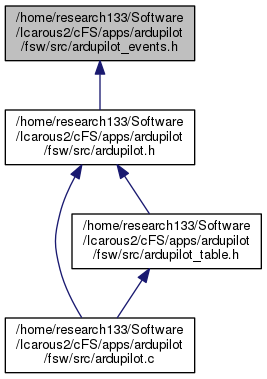 /home/research133/Software
/Icarous2/cFS/apps/ardupilot
/fsw/src/ardupilot_events.h
/home/research133/Software
/Icarous2/cFS/apps/ardupilot
/fsw/src/ardupilot.h
/home/research133/Software
/Icarous2/cFS/apps/ardupilot
/fsw/src/ardupilot_table.h
/home/research133/Software
/Icarous2/cFS/apps/ardupilot
/fsw/src/ardupilot.c